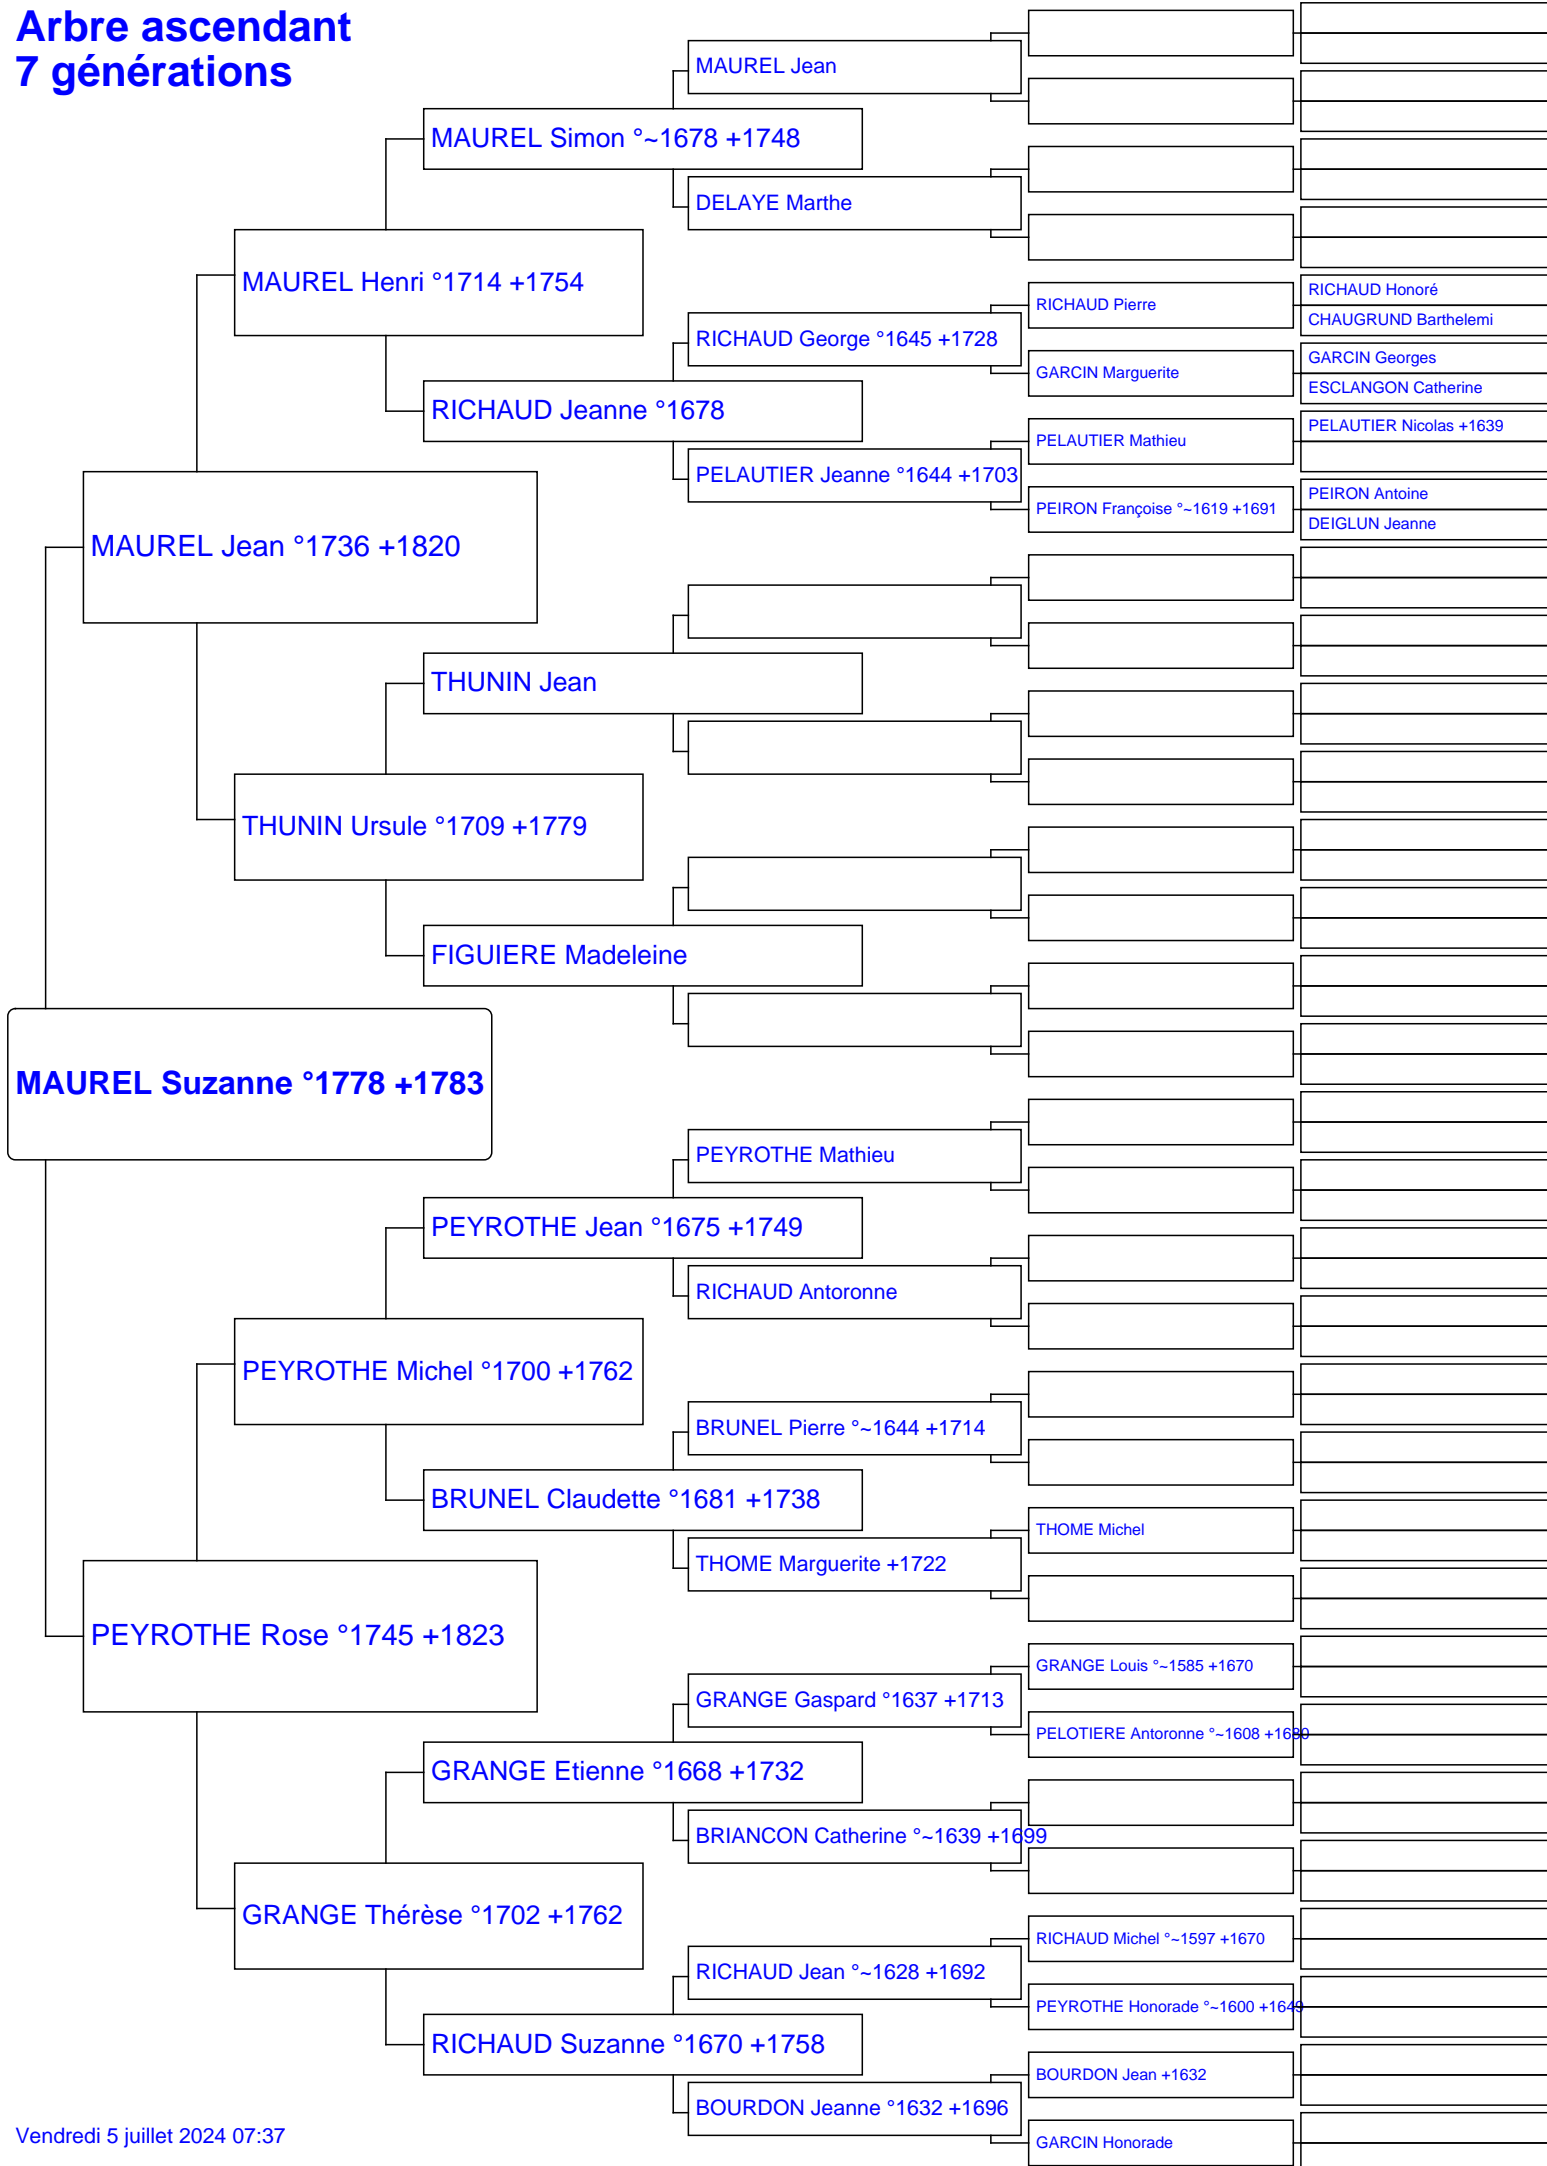 Arbre ascendant
7 générations
MAUREL Jean
MAUREL Simon °~1678 +1748
DELAYE Marthe
MAUREL Henri °1714 +1754
RICHAUD Honoré
RICHAUD Pierre
CHAUGRUND Barthelemi
RICHAUD George °1645 +1728
GARCIN Georges
GARCIN Marguerite
ESCLANGON Catherine
RICHAUD Jeanne °1678
PELAUTIER Nicolas +1639
PELAUTIER Mathieu
PELAUTIER Jeanne °1644 +1703
PEIRON Antoine
PEIRON Françoise °~1619 +1691
DEIGLUN Jeanne
MAUREL Jean °1736 +1820
THUNIN Jean
THUNIN Ursule °1709 +1779
FIGUIERE Madeleine
MAUREL Suzanne °1778 +1783
PEYROTHE Mathieu
PEYROTHE Jean °1675 +1749
RICHAUD Antoronne
PEYROTHE Michel °1700 +1762
BRUNEL Pierre °~1644 +1714
BRUNEL Claudette °1681 +1738
THOME Michel
THOME Marguerite +1722
PEYROTHE Rose °1745 +1823
GRANGE Louis °~1585 +1670
GRANGE Gaspard °1637 +1713
PELOTIERE Antoronne °~1608 +1680
GRANGE Etienne °1668 +1732
BRIANCON Catherine °~1639 +1699
GRANGE Thérèse °1702 +1762
RICHAUD Michel °~1597 +1670
RICHAUD Jean °~1628 +1692
PEYROTHE Honorade °~1600 +1649
RICHAUD Suzanne °1670 +1758
BOURDON Jean +1632
BOURDON Jeanne °1632 +1696
GARCIN Honorade
Vendredi 5 juillet 2024 07:37